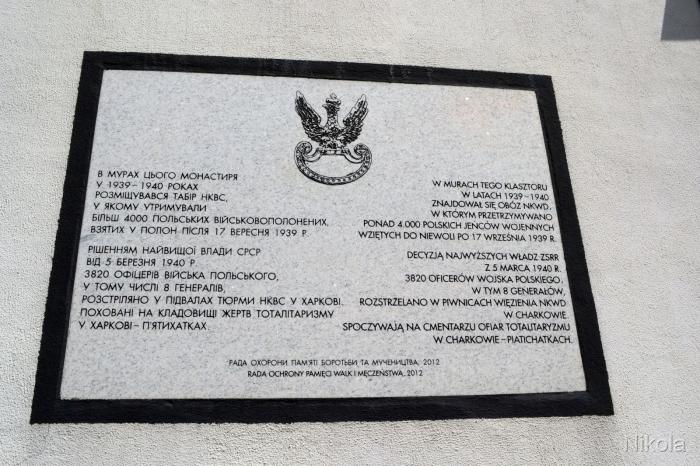 В МУРАХ ЦЬОГО МОНАСТИРЯ
У 1939 – 1940 РОКАХ
РОЗМІЩУВАВСЯ ТАБІР НКВС,
У ЯКОМУ УТРИМУВАЛИ
БІЛЬШ 4000 ПОЛЬСЬКИХ ВІЙСЬКОВОПОЛОНЕНИХ,
ВЗЯТИХ У ПОЛОН ПІСЛЯ 17 ВЕРЕСНЯ 1939 Р.
РІШЕННЯМ НАЙВИЩОЇ ВЛАДИ СРСР
ВІД 5 БЕРЕЗНЯ 1940 Р.
3820 ОФІЦЕРІВ ВІЙСЬКА ПОЛЬСЬКОГО,
У ТОМУ ЧИСЛІ 8 ГЕНЕРАЛІВ,
РОЗСТРІЛЯНО У ПІДВАЛАХ ТЮРМИ НКВС У ХАРКОВІ.
ПОХОВАНІ НА КЛАДОВИЩІ ЖЕРТВ ТОТАЛІТАРИЗМУ
У ХАРКОВІ – П'ЯТИХАТКАХ.
W MURACH TEGO KLASZTORU
W LATACH 1939 – 1940
ZNAJDOWAŁ SIĘ OBÓZ NKWD,
W KTÓRYM PRZETRZYMYWANO
PONAD 4.000 POLSKICH JEŃCÓW WOJENNYCH
WZIĘTYCH DO NIEWOLI PO 17 WRZEŚNIA 1939 R.
DECYZJĄ NAJWYŻSZYCH WŁADZ ZSRR
Z 5 MARCA 1940 R.
3820 OFICERÓW WOJSKA POLSKIEGO,
W TYM 8 GENERAŁÓW,
ROZSTRZELANO W PIWNICACH WIĘZIENIA NKWD
W CHARKOWIE.
SPOCZYWAJĄ NA CMENTARZU OFIAR TOTALITARYZMU
W CHARKOWIE – PIATICHATKACH.
РАДА ОХОРОНИ ПАМ'ЯТІ БОРОТЬБИ ТА МУЧЕНИЦТВА, 2012
RADA OCHRONY PAMIĘCI WALK I MĘCZEŃSTWA, 2012
Nikola